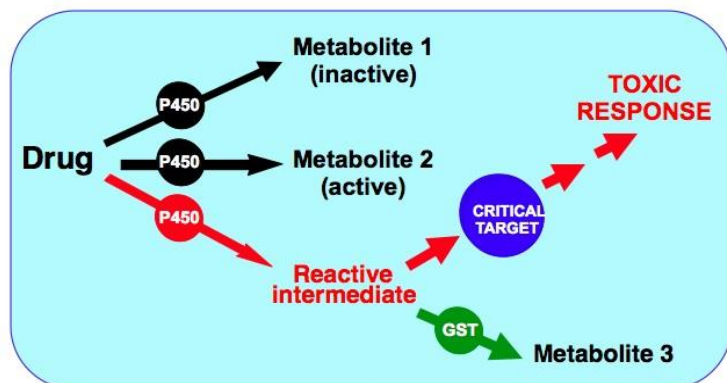 Metabolite 1
(inactive)
P450
TOXIC
RESPONSE
Drug
P450
Metabolite 2
(active)
P450
CRITICAL
TARGET
Reactive
intermediate
GST
Metabolite 3